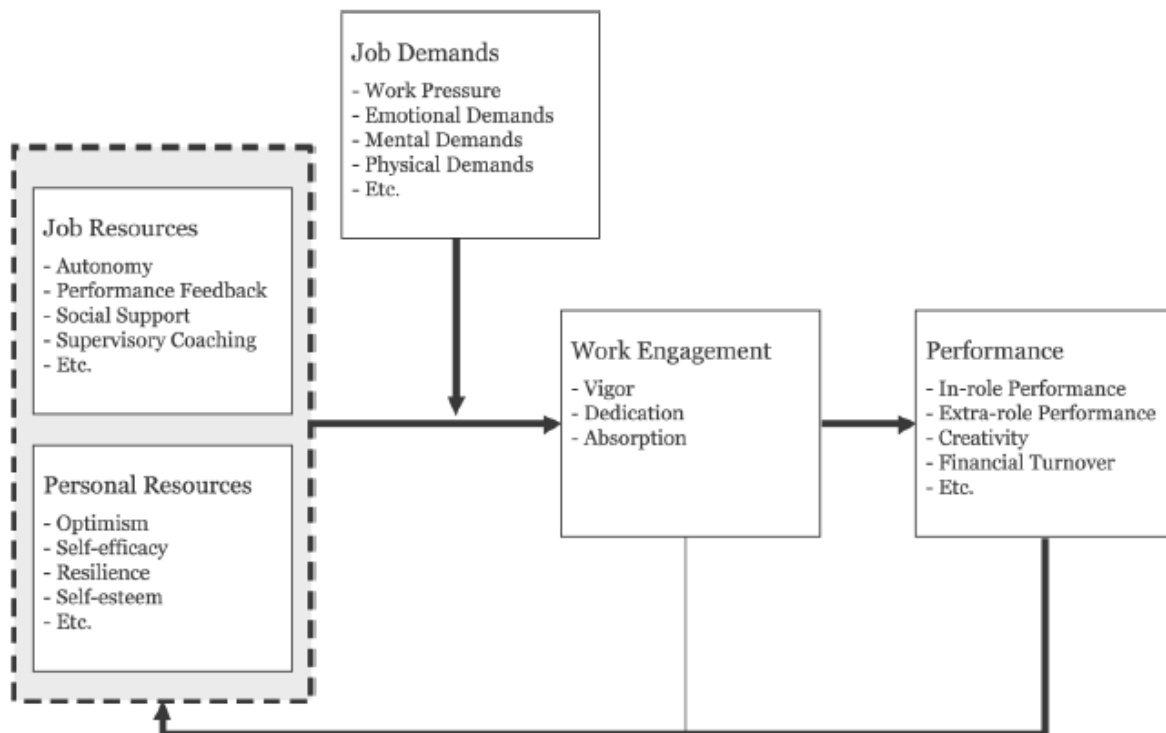 Job Demands
- Work Pressure
- Emotional Demands
- Mental Demands
- Physical Demands
- Etc.
Job Resources
- Autonomy
- Performance Feedback
- Social Support
- Supervisory Coaching
- Etc.
Personal Resources
- Optimism
- Self-efficacy
- Resilience
- Self-esteem
- Etc.
Work Engagement
- Vigor
- Dedication
- Absorption
Performance
- In-role Performance
- Extra-role Performance
- Creativity
- Financial Turnover
- Etc.